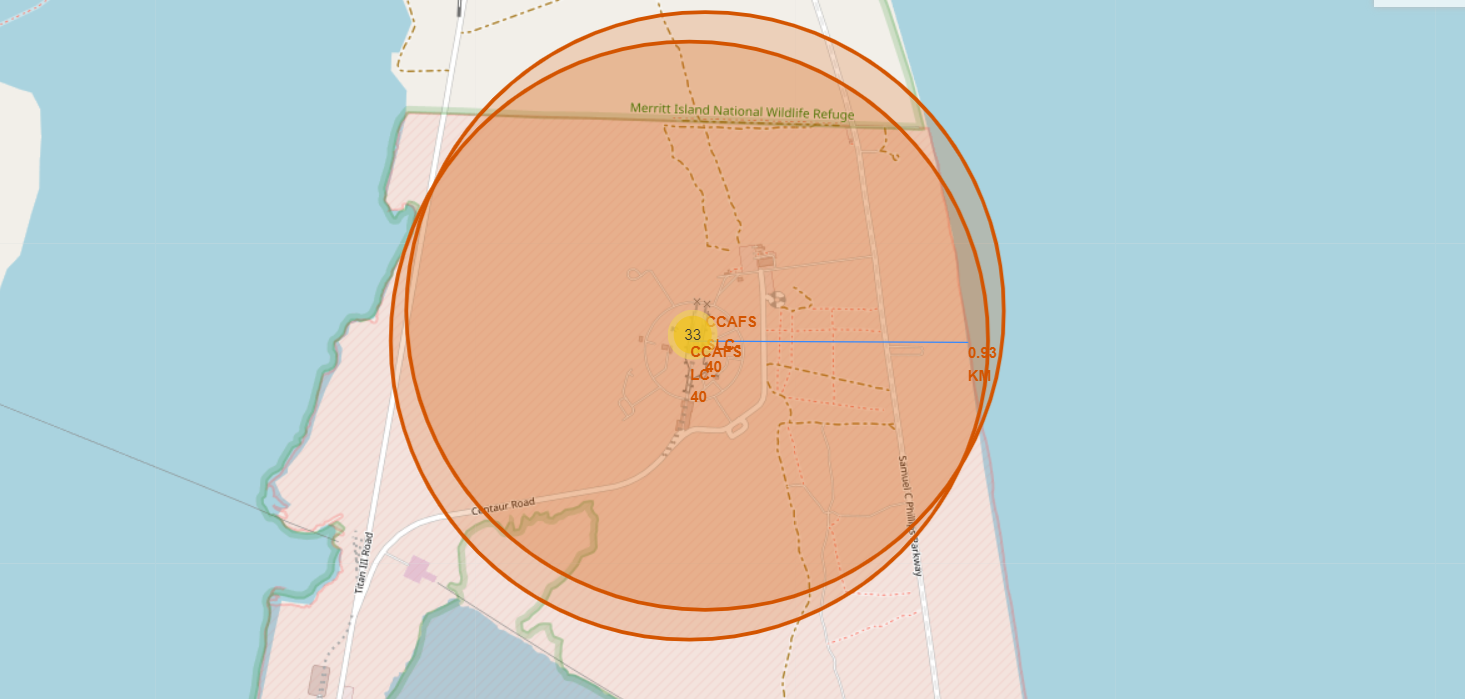 Merritt Island National Wildlife Refuge
33
CCAFS
SLC-
40
CCAFS
LC-
40
0.93
KM
Centaur Road
Titan III Road
Samuel C Phillips Parkway